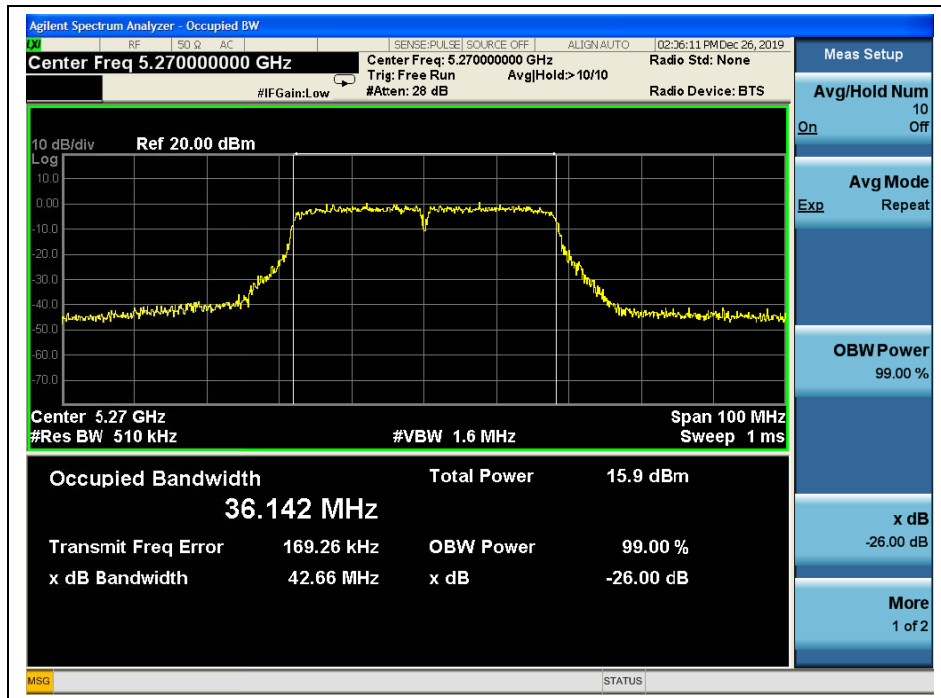 Agilent Spectrum Analyzer - Occupied BW
LXI RF 50 Ω AC SENSE:PULSE SOURCE OFF ALIGN AUTO 02:06:11 PM Dec 26, 2019
Center Freq 5.270000000 GHz Center Freq: 5.270000000 GHz Radio Std: None
Trig: Free Run Avg|Hold:> 10/10
#IFGain:Low #Atten: 28 dB Radio Device: BTS
10 dB/div Ref 20.00 dBm
Log
10.0
0.00
-10.0
-20.0
-30.0
-40.0
-50.0
-60.0
-70.0
Center 5.27 GHz Span 100 MHz
#Res BW 510 kHz #VBW 1.6 MHz Sweep 1 ms
Occupied Bandwidth Total Power 15.9 dBm
36.142 MHz
Transmit Freq Error 169.26 kHz OBW Power 99.00 %
x dB Bandwidth 42.66 MHz x dB -26.00 dB
Meas Setup
Avg/Hold Num
10
On Off
Avg Mode
Exp Repeat
OBW Power
99.00 %
x dB
-26.00 dB
More
1 of 2
MSG STATUS